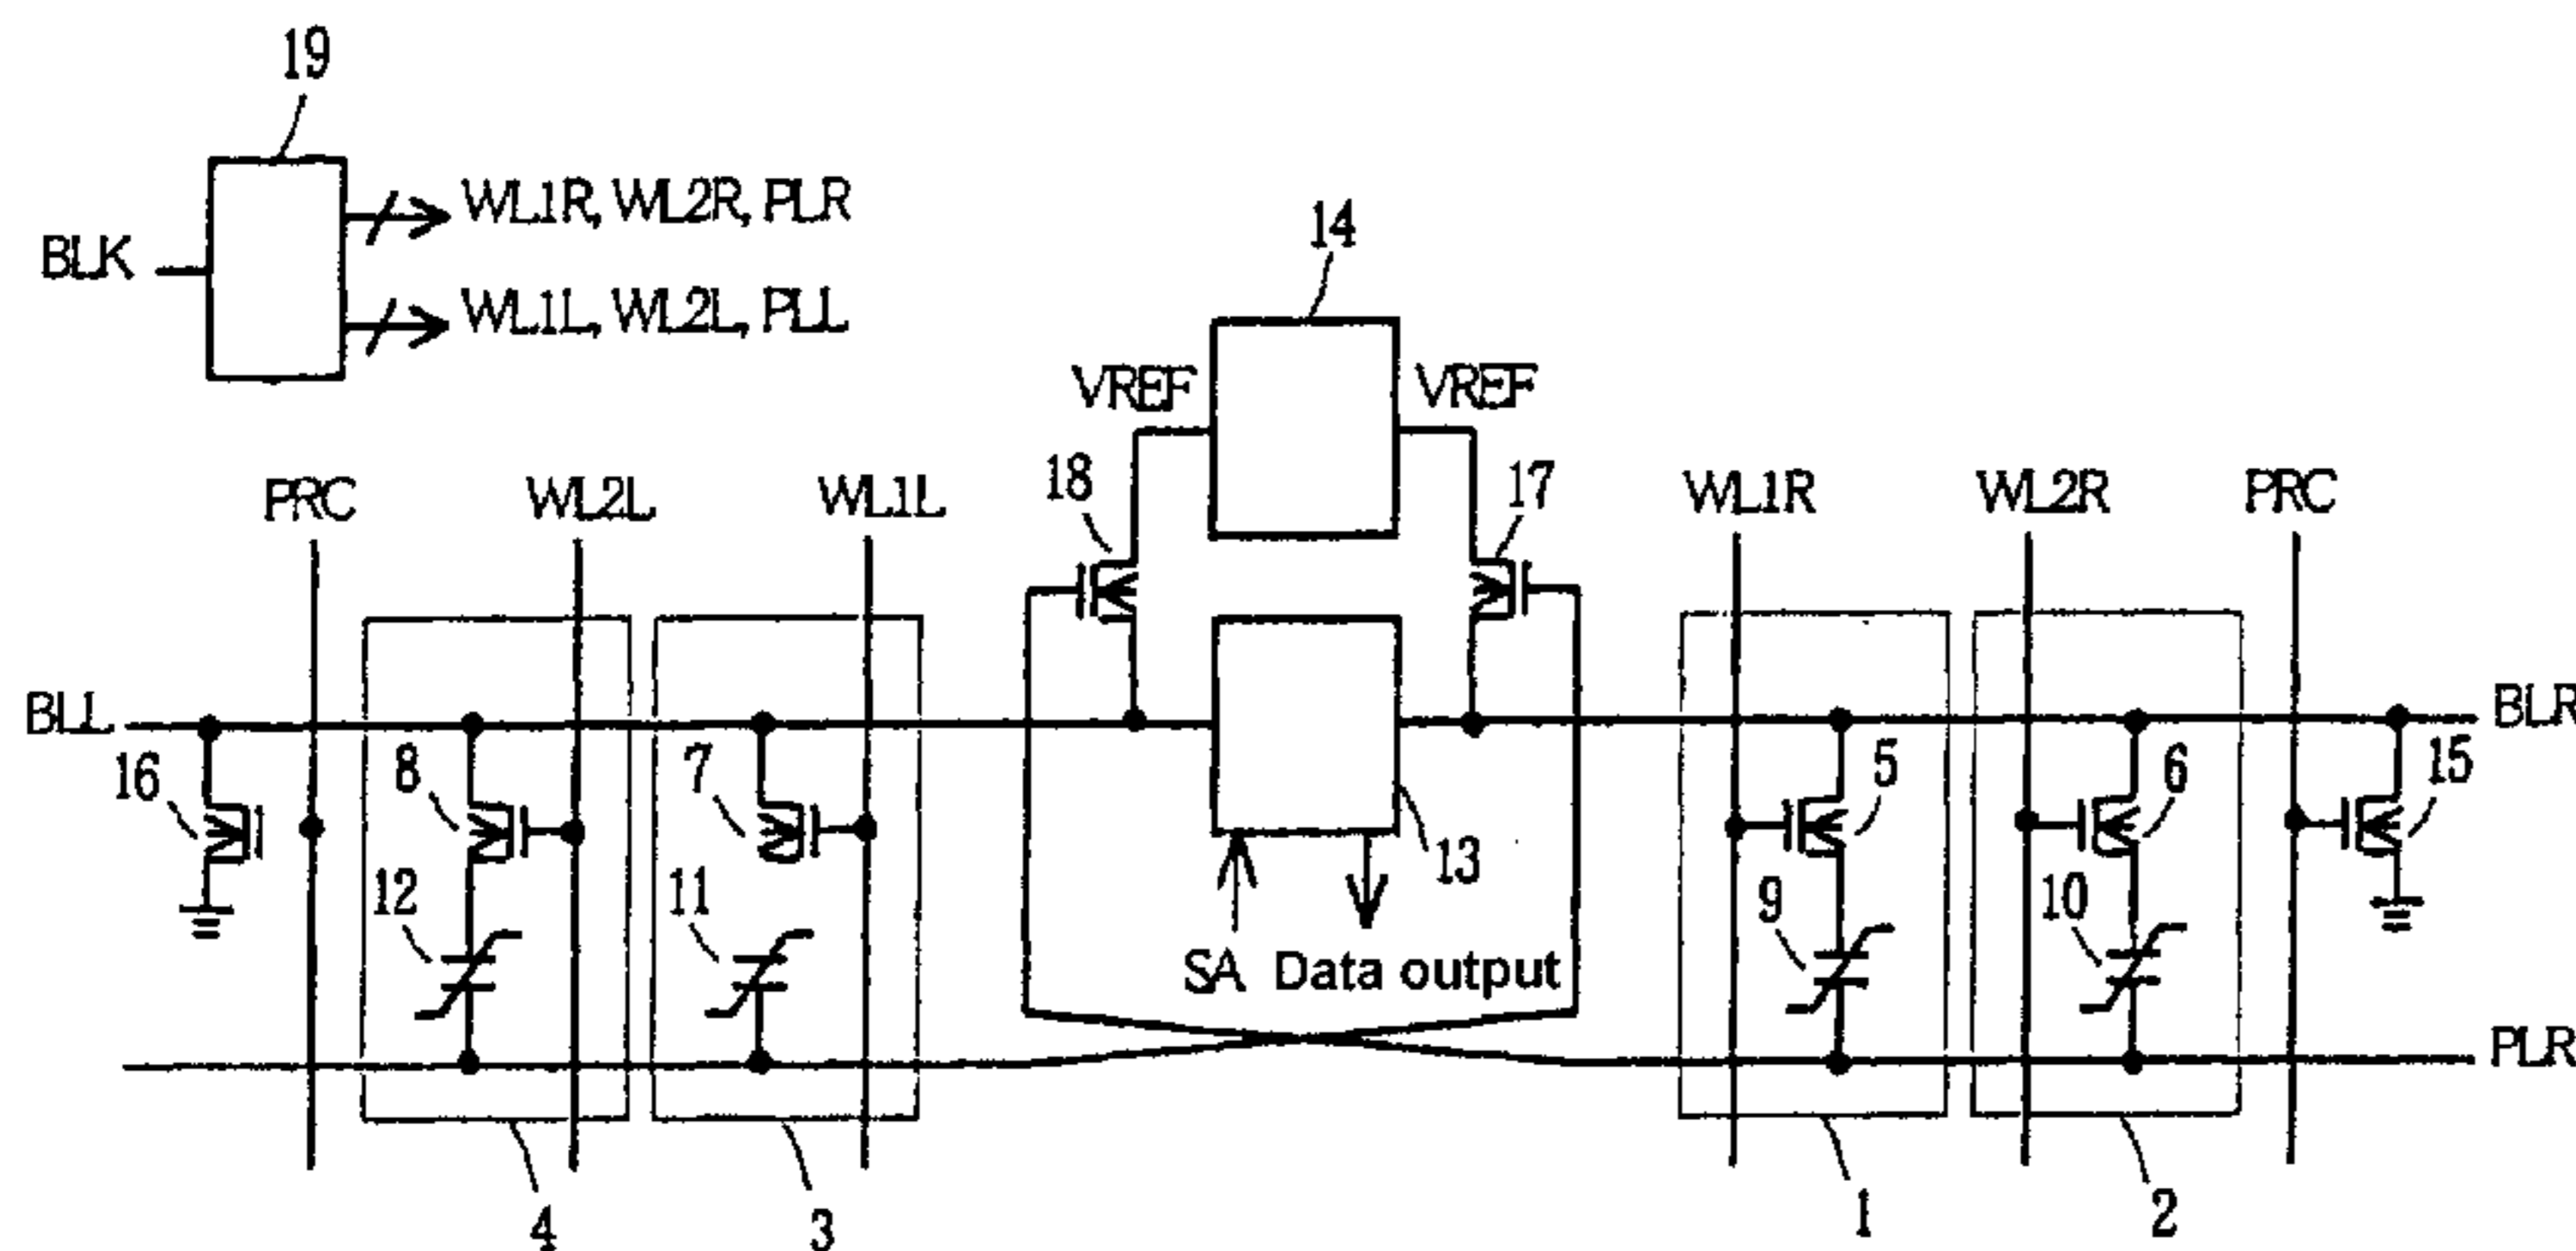 19
BLK
WL1R, WL2R, PLR
WL1L, WL2L, PLL
14
VREF VREF
18 17
PRC WL2L WL1L WL1R WL2R PRC
BLL BLR
16 8 7 5 6 15
12 11 13 9 10
SA Data output
PLR
4 3 1 2